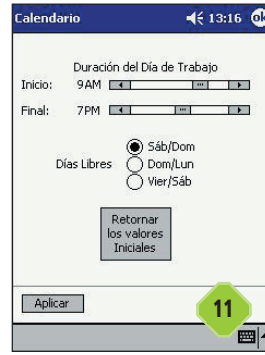 Calendario 13:16 ok
Duración del Día de Trabajo
Inicio: 9AM
Final: 7PM
Sáb/Dom
Días Libres Dom/Lun
Vier/Sáb
Retornar
los valores
Iniciales
Aplicar
11